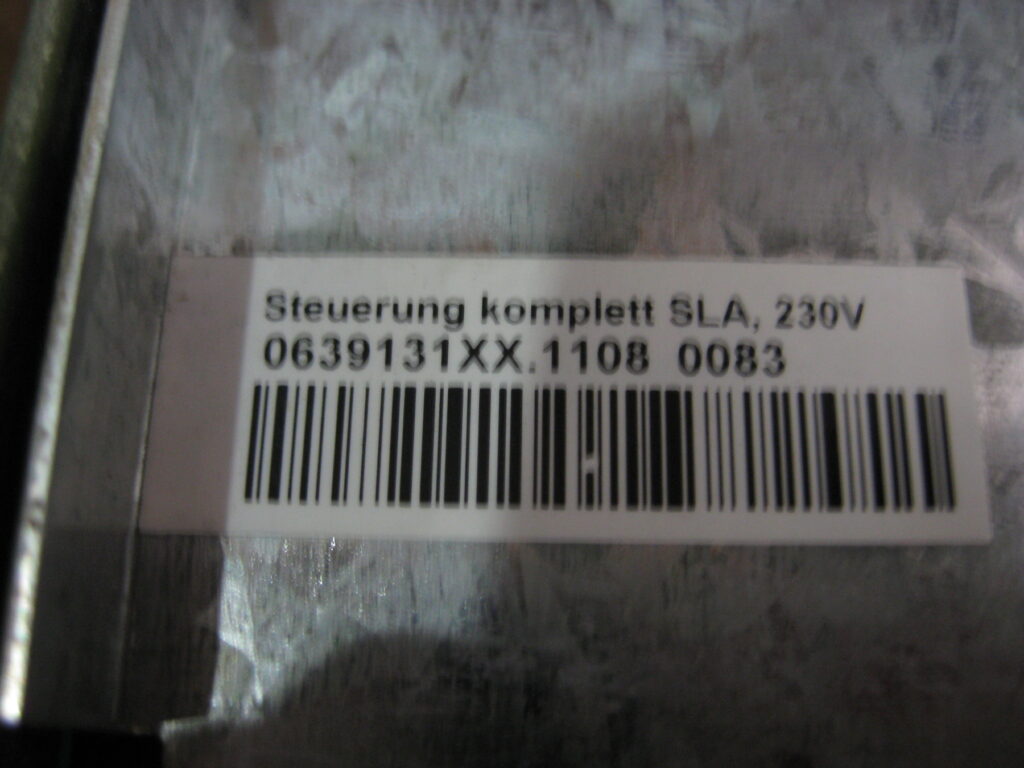 Steuerung komplett SLA, 230V
0639131XX.1108 0083